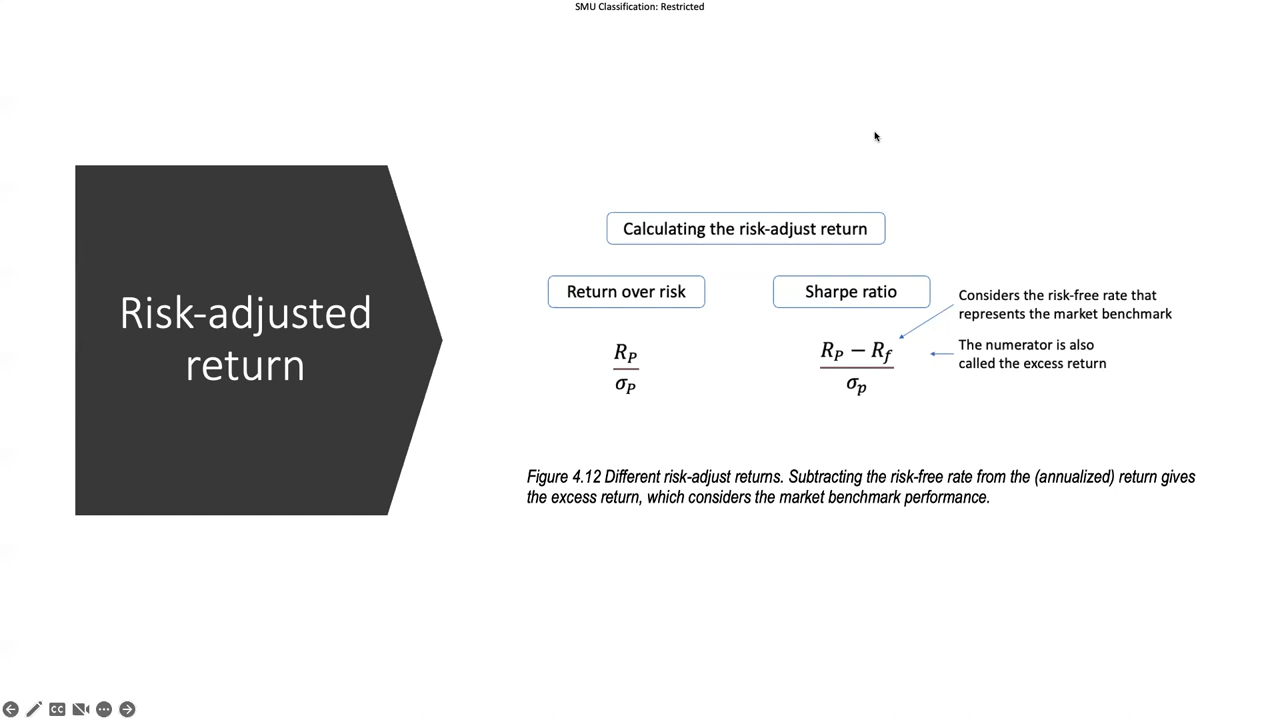 SMU Classification: Restricted
Risk-adjusted
return
Calculating the risk-adjust return
Return over risk
Sharpe ratio
Considers the risk-free rate that
represents the market benchmark
R_P / σ_P
R_P − R_f / σ_p
The numerator is also
called the excess return
Figure 4.12 Different risk-adjust returns. Subtracting the risk-free rate from the (annualized) return gives
the excess return, which considers the market benchmark performance.
CC